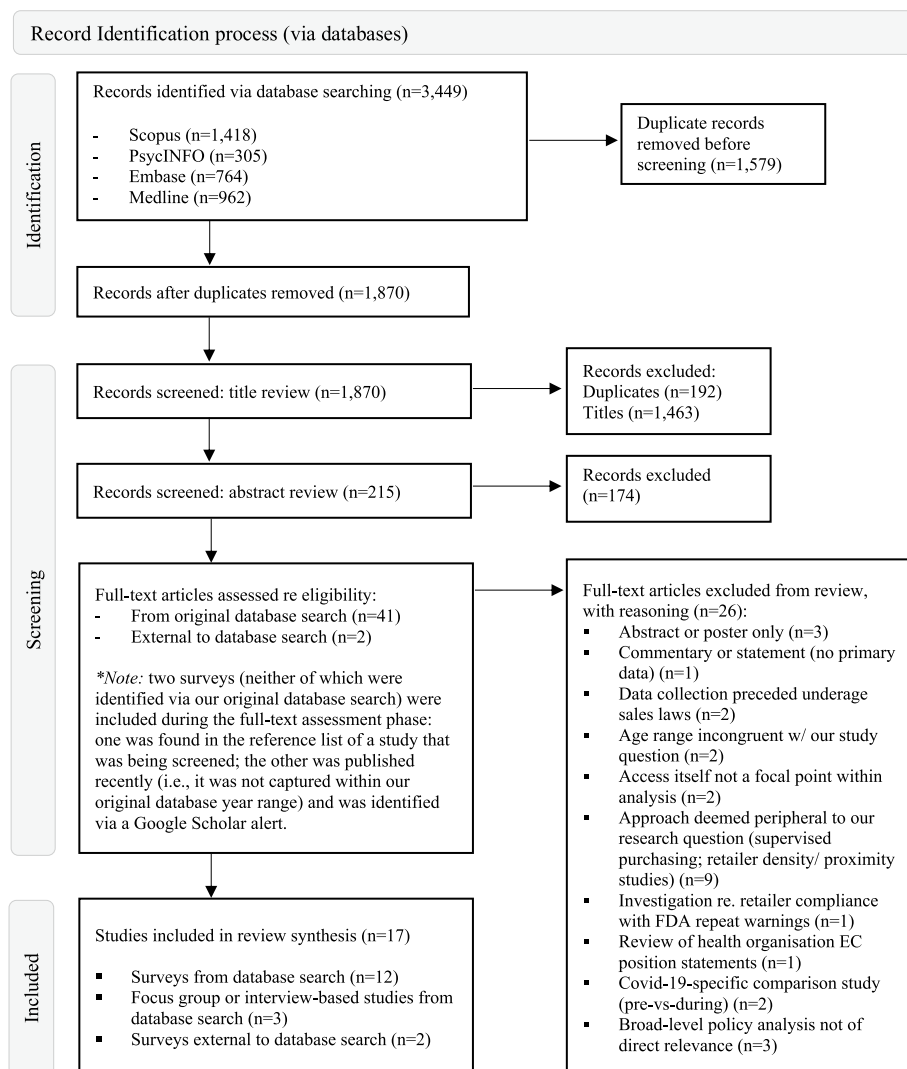 Record Identification process (via databases)
Identification
Records identified via database searching (n=3,449)
- Scopus (n=1,418)
- PsycINFO (n=305)
- Embase (n=764)
- Medline (n=962)
Duplicate records
removed before
screening (n=1,579)
Records after duplicates removed (n=1,870)
Screening
Records screened: title review (n=1,870)
Records excluded:
Duplicates (n=192)
Titles (n=1,463)
Records screened: abstract review (n=215)
Records excluded
(n=174)
Full-text articles assessed re eligibility:
- From original database search (n=41)
- External to database search (n=2)
*Note: two surveys (neither of which were
identified via our original database search) were
included during the full-text assessment phase:
one was found in the reference list of a study that
was being screened; the other was published
recently (i.e., it was not captured within our
original database year range) and was identified
via a Google Scholar alert.
Full-text articles excluded from review,
with reasoning (n=26):
▪ Abstract or poster only (n=3)
▪ Commentary or statement (no primary
data) (n=1)
▪ Data collection preceded underage
sales laws (n=2)
▪ Age range incongruent w/ our study
question (n=2)
▪ Access itself not a focal point within
analysis (n=2)
▪ Approach deemed peripheral to our
research question (supervised
purchasing; retailer density/ proximity
studies) (n=9)
▪ Investigation re. retailer compliance
with FDA repeat warnings (n=1)
▪ Review of health organisation EC
position statements (n=1)
▪ Covid-19-specific comparison study
(pre-vs-during) (n=2)
▪ Broad-level policy analysis not of
direct relevance (n=3)
Included
Studies included in review synthesis (n=17)
▪ Surveys from database search (n=12)
▪ Focus group or interview-based studies from
database search (n=3)
▪ Surveys external to database search (n=2)